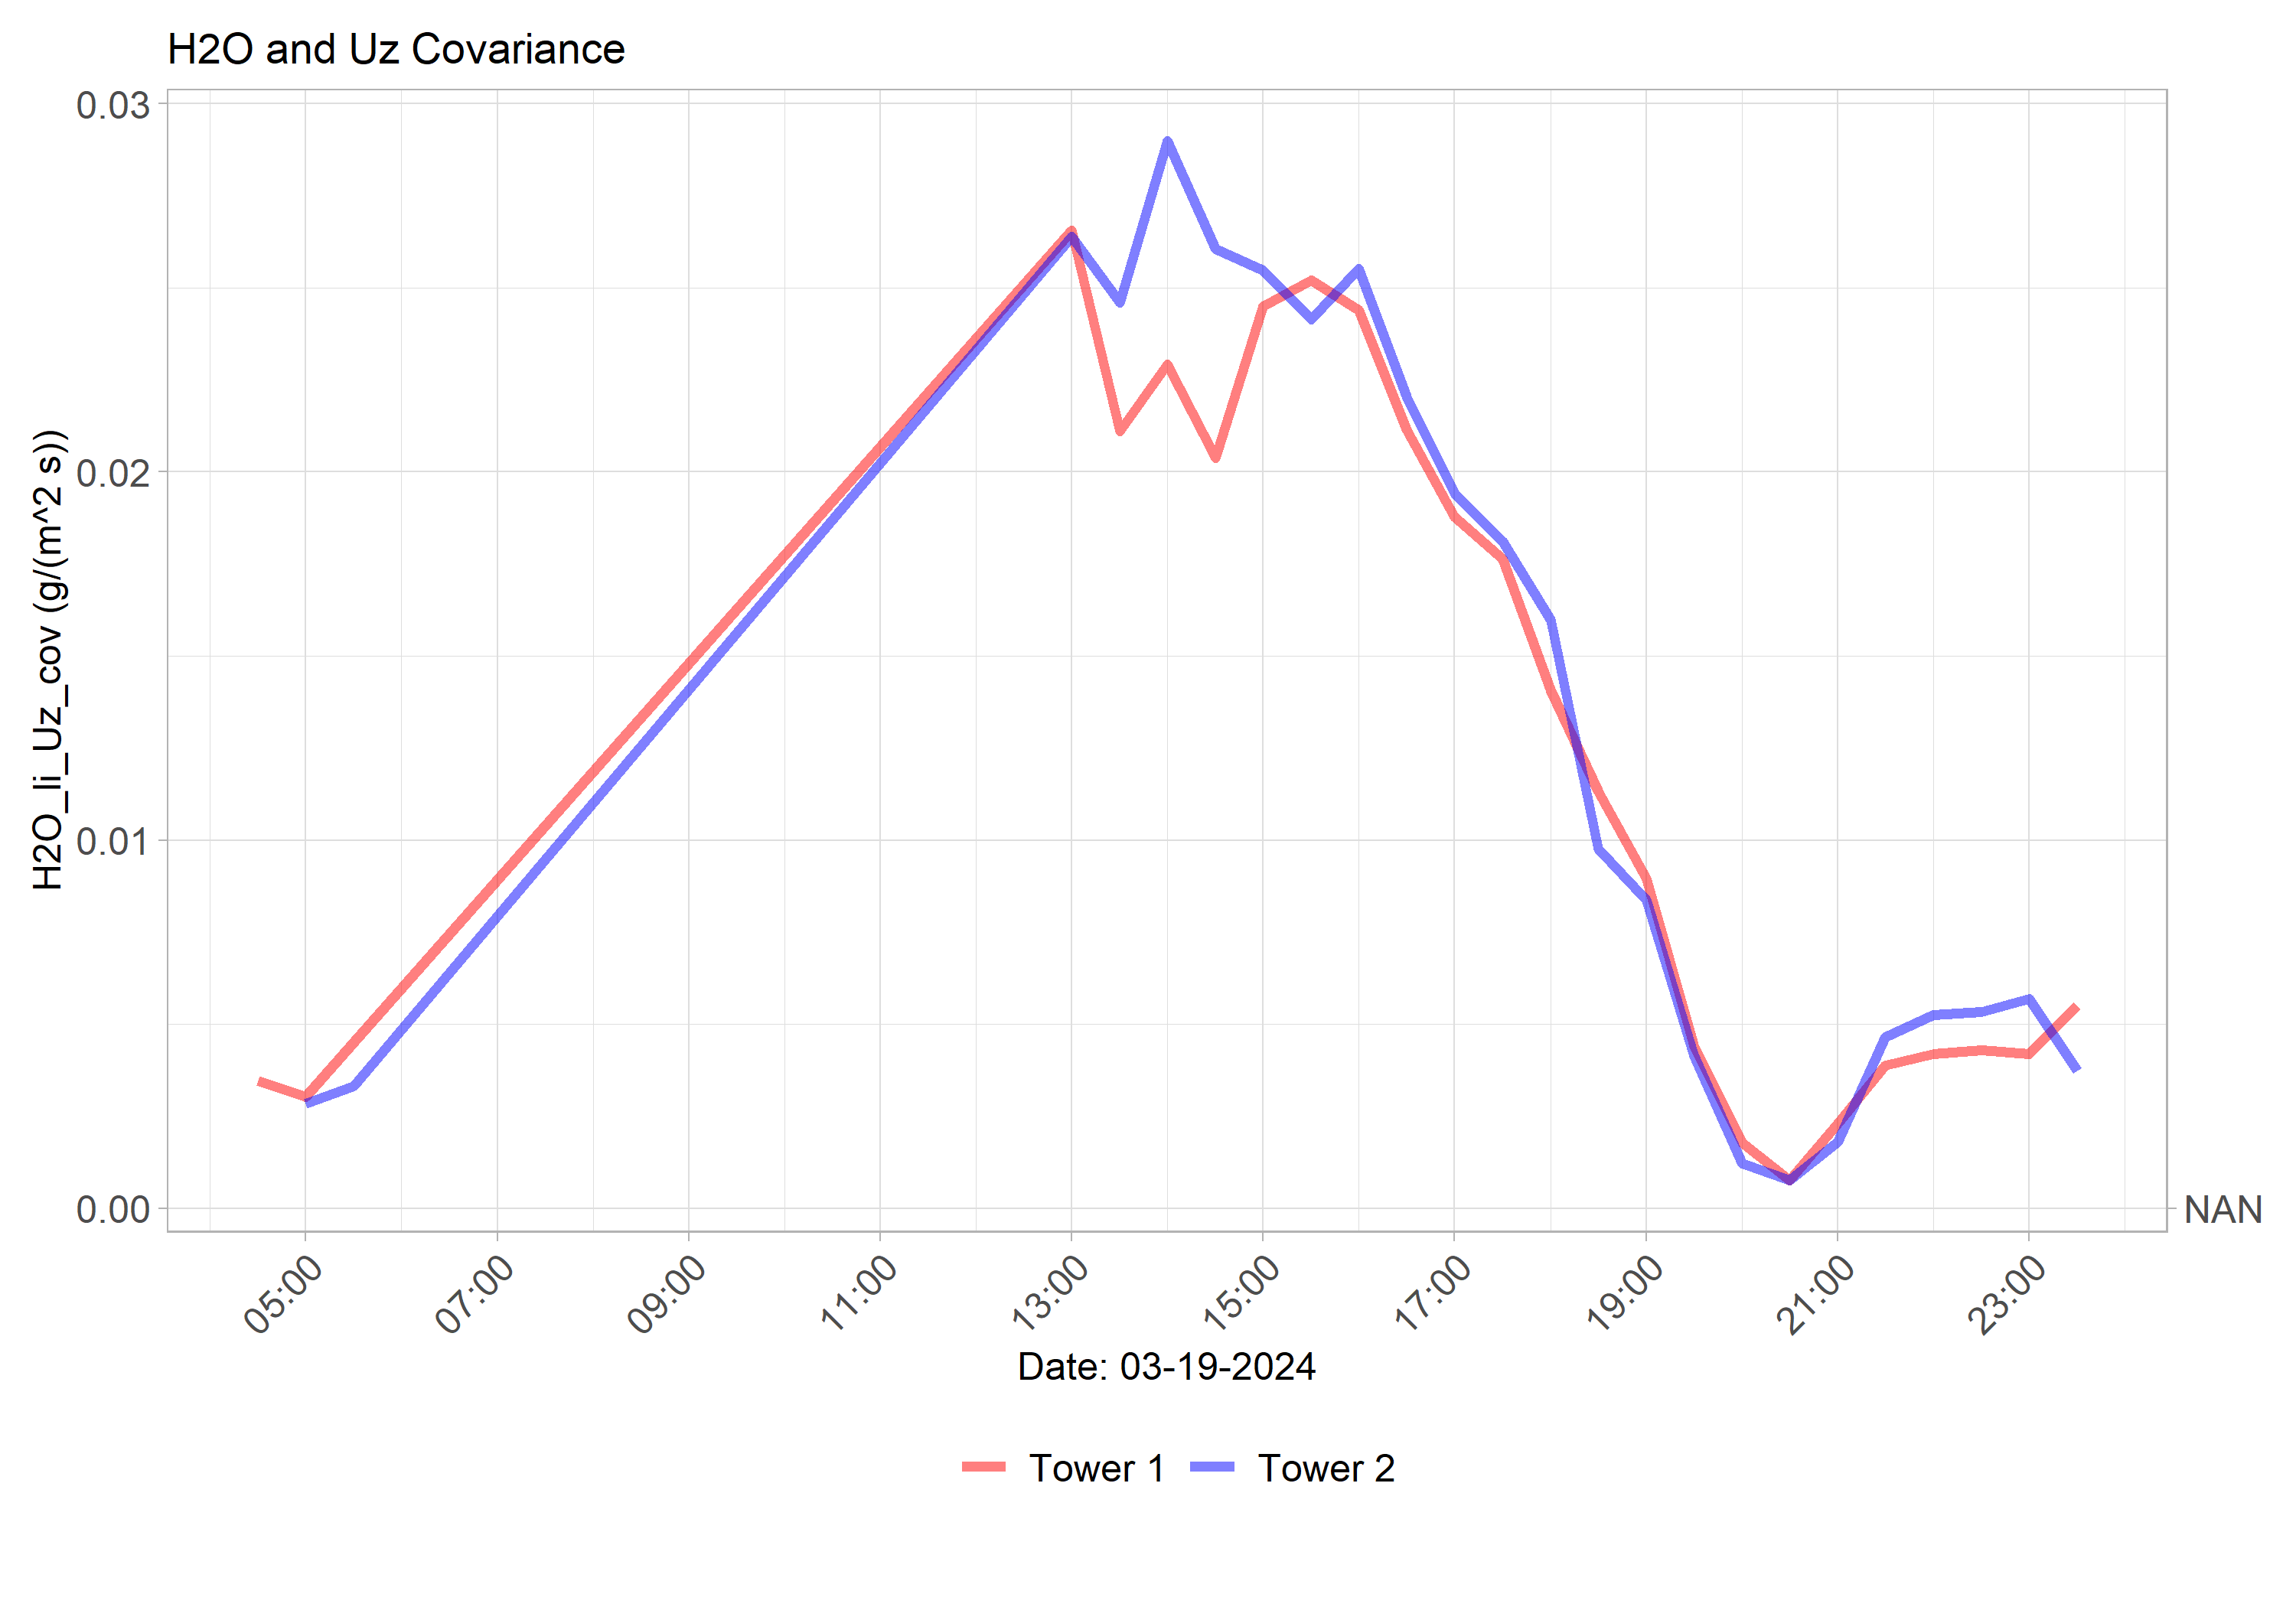 H2O and Uz Covariance
H2O_li_Uz_cov (g/(m^2 s))
0.03
0.02
0.01
0.00
NAN
05:00
07:00
09:00
11:00
13:00
15:00
17:00
19:00
21:00
23:00
Date: 03-19-2024
Tower 1
Tower 2